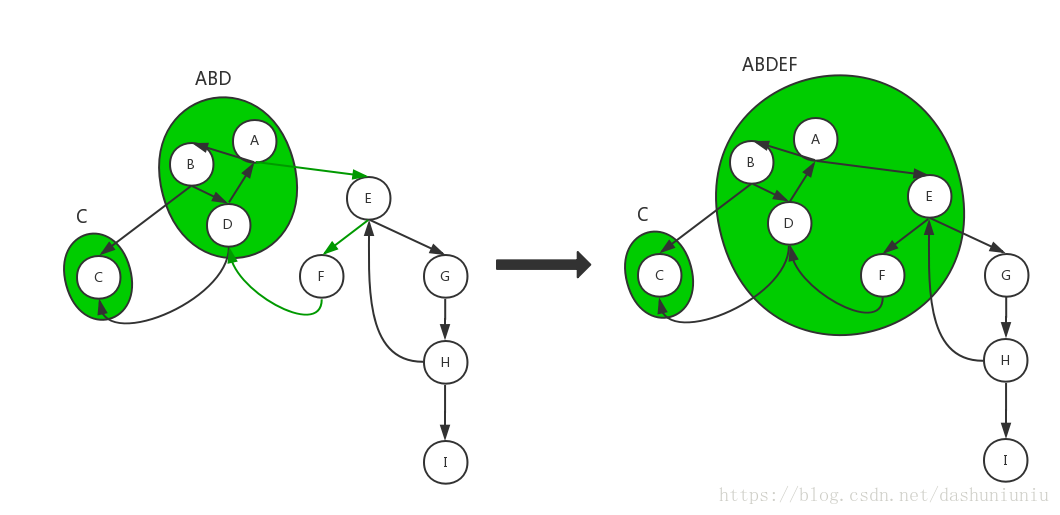 ABD
A
B
D
E
C
C
F
G
H
I
ABDEF
A
B
D
E
C
C
F
G
H
I
https://blog.csdn.net/dashuniuniu